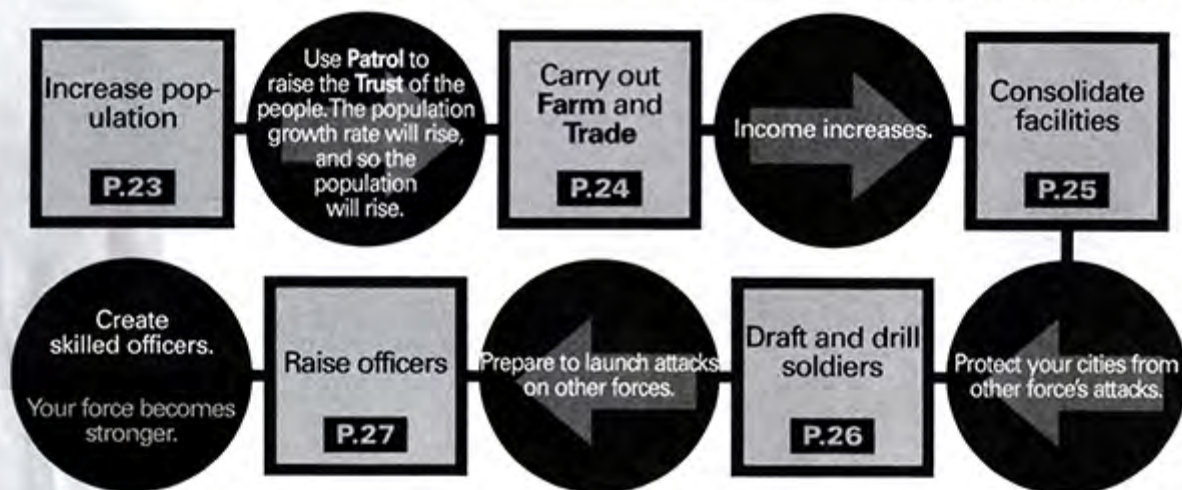 Increase pop-
ulation
P.23
Use Patrol to
raise the Trust of the
people. The population
growth rate will rise,
and so the
population
will rise.
Carry out
Farm and
Trade
P.24
Income increases.
Consolidate
facilities
P.25
Protect your cities from
other force's attacks.
Draft and drill
soldiers
P.26
Prepare to launch attacks
on other forces.
Raise officers
P.27
Create
skilled officers.
Your force becomes
stronger.